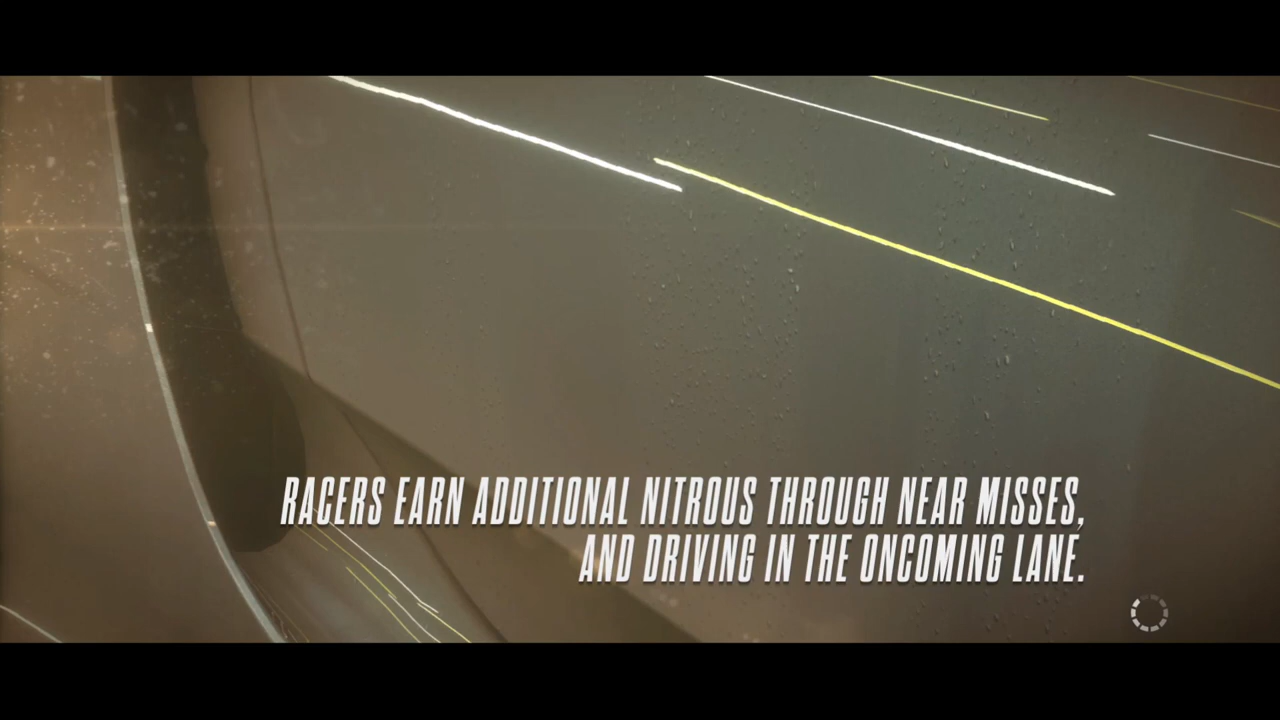 RACERS EARN ADDITIONAL NITROUS THROUGH NEAR MISSES,
AND DRIVING IN THE ONCOMING LANE.